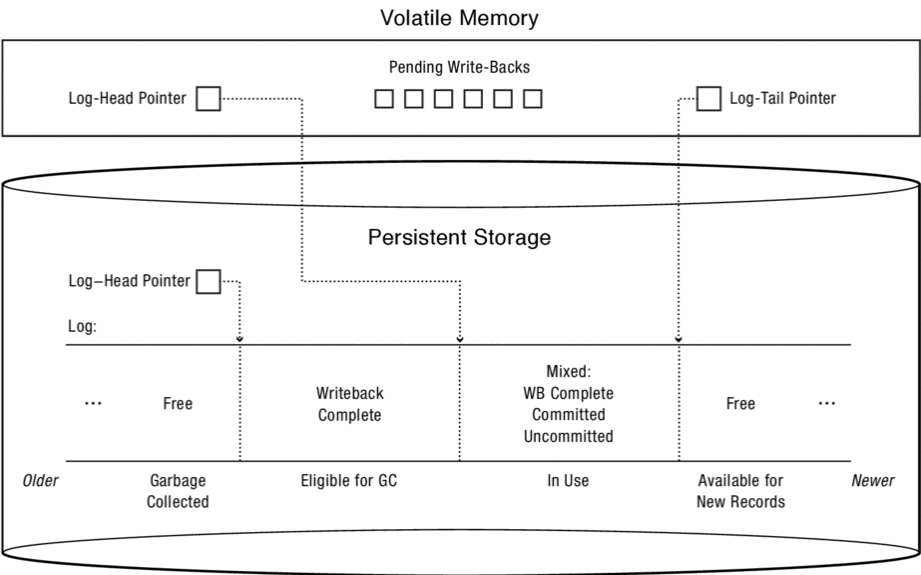 Volatile Memory
Pending Write-Backs
Log-Head Pointer
Log-Tail Pointer
Persistent Storage
Log–Head Pointer
Log:
...
Free
Writeback
Complete
Mixed:
WB Complete
Committed
Uncommitted
Free
...
Older
Garbage
Collected
Eligible for GC
In Use
Available for
New Records
Newer